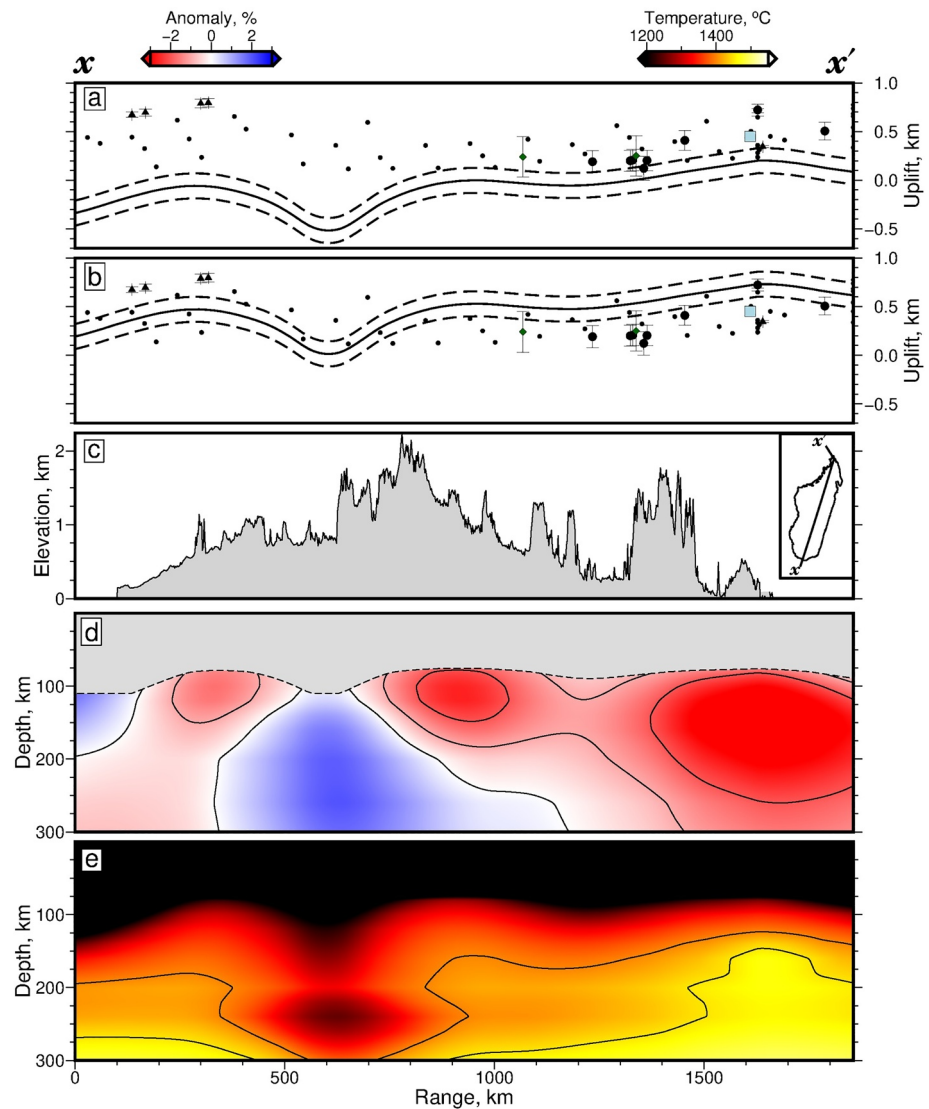 Anomaly, % Temperature, ºC
−2 0 2 1200 1400
x x′
a
1.0
0.5
0.0
−0.5
Uplift, km
b
1.0
0.5
0.0
−0.5
Uplift, km
c
2
1
0
Elevation, km
x′
x
d
100
200
300
Depth, km
e
100
200
300
Depth, km
0 500 1000 1500
Range, km